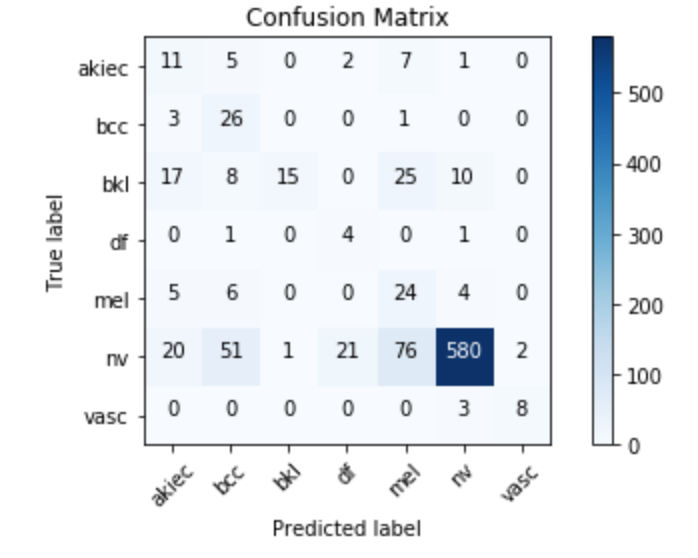 Confusion Matrix
akiec 11 5 0 2 7 1 0
bcc 3 26 0 0 1 0 0
bkl 17 8 15 0 25 10 0
df 0 1 0 4 0 1 0
mel 5 6 0 0 24 4 0
nv 20 51 1 21 76 580 2
vasc 0 0 0 0 0 3 8
akiec bcc bkl df mel nv vasc
True label
Predicted label
500
400
300
200
100
0